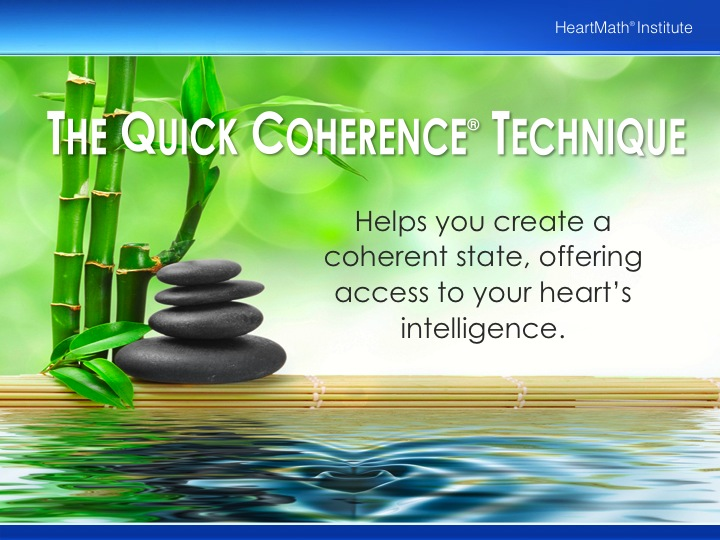 HeartMath® Institute
THE QUICK COHERENCE® TECHNIQUE
Helps you create a
coherent state, offering
access to your heart’s
intelligence.